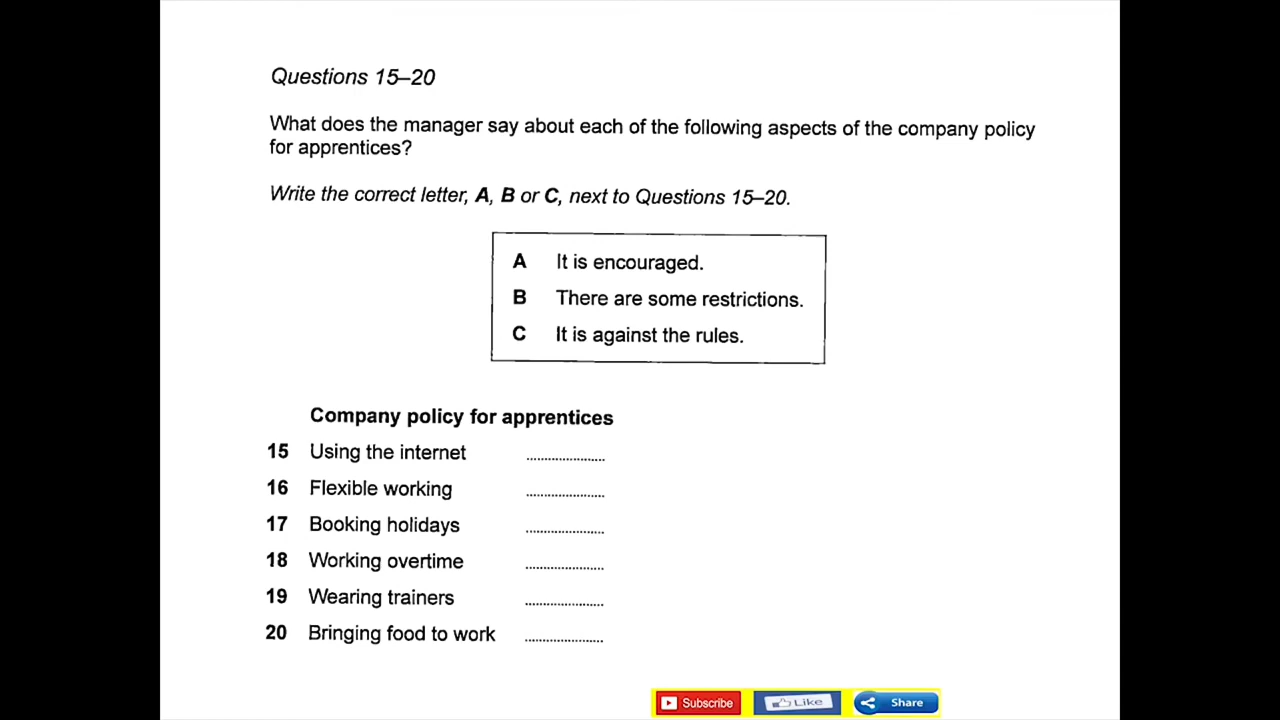 Questions 15–20
What does the manager say about each of the following aspects of the company policy
for apprentices?
Write the correct letter, A, B or C, next to Questions 15–20.
A It is encouraged.
B There are some restrictions.
C It is against the rules.
Company policy for apprentices
15 Using the internet ......................
16 Flexible working ......................
17 Booking holidays ......................
18 Working overtime ......................
19 Wearing trainers ......................
20 Bringing food to work ......................
Subscribe Like Share